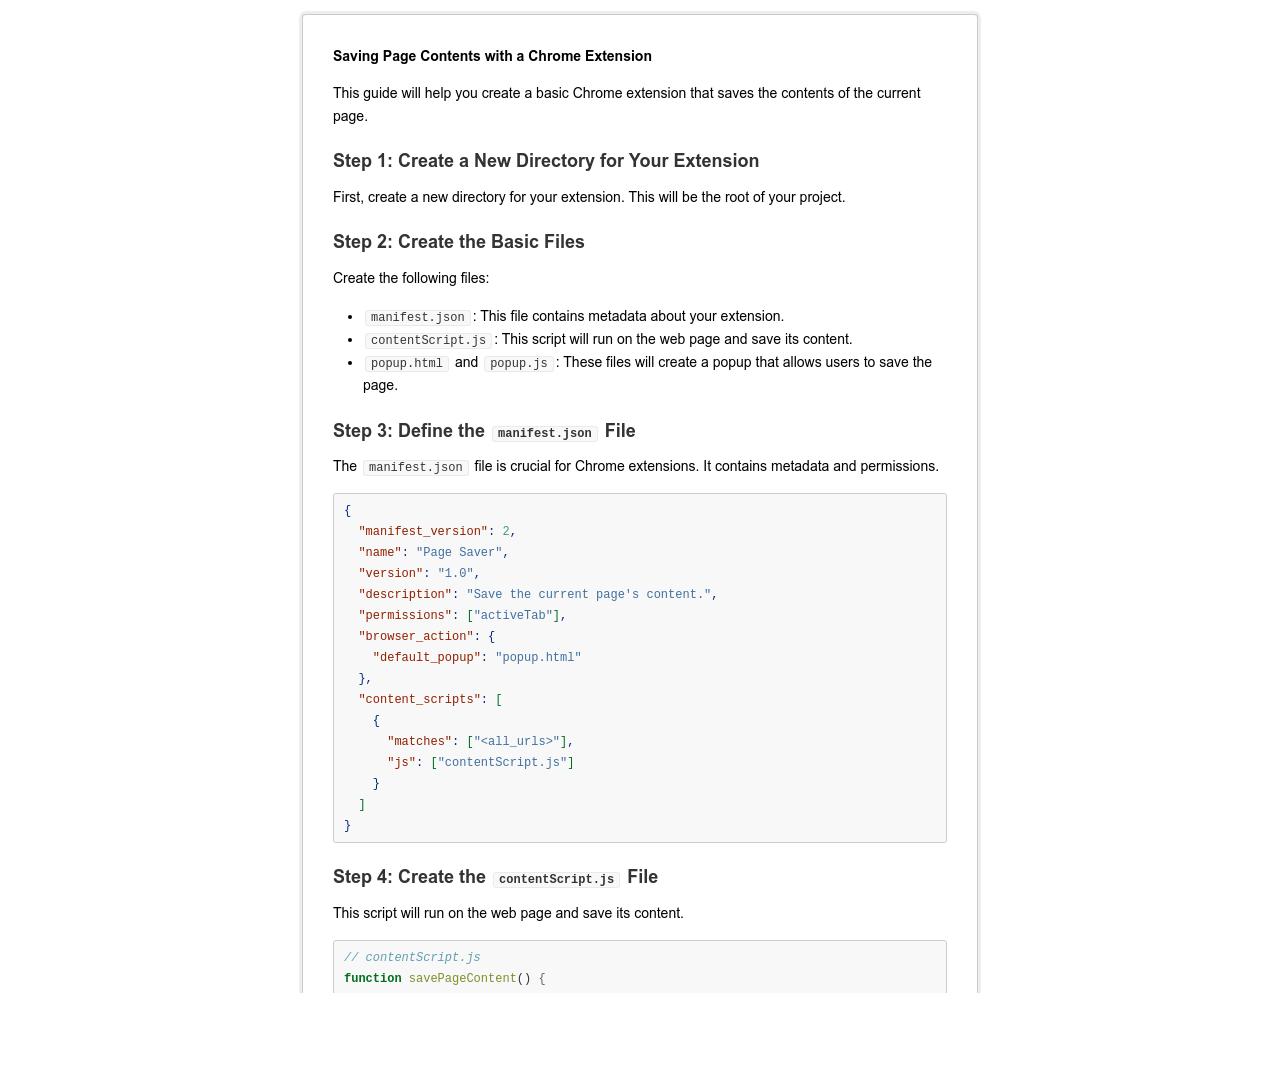 Saving Page Contents with a Chrome Extension
This guide will help you create a basic Chrome extension that saves the contents of the current
page.
Step 1: Create a New Directory for Your Extension
First, create a new directory for your extension. This will be the root of your project.
Step 2: Create the Basic Files
Create the following files:
• manifest.json: This file contains metadata about your extension.
• contentScript.js: This script will run on the web page and save its content.
• popup.html and popup.js: These files will create a popup that allows users to save the
page.
Step 3: Define the manifest.json File
The manifest.json file is crucial for Chrome extensions. It contains metadata and permissions.
{
  "manifest_version": 2,
  "name": "Page Saver",
  "version": "1.0",
  "description": "Save the current page's content.",
  "permissions": ["activeTab"],
  "browser_action": {
    "default_popup": "popup.html"
  },
  "content_scripts": [
    {
      "matches": ["<all_urls>"],
      "js": ["contentScript.js"]
    }
  ]
}
Step 4: Create the contentScript.js File
This script will run on the web page and save its content.
// contentScript.js
function savePageContent() {